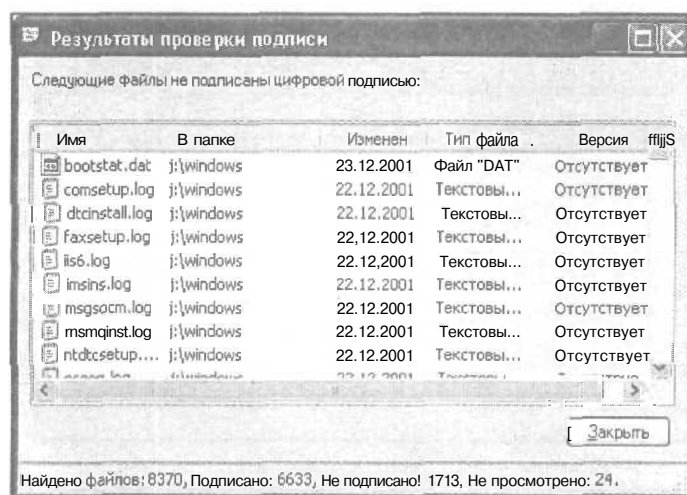 Результаты проверки подписи
Следующие файлы не подписаны цифровой подписью:
Имя В папке Изменен Тип файла . Версия
bootstat.dat j:\windows 23.12.2001 Файл "DAT" Отсутствует
comsetup.log j:\windows 22.12.2001 Текстовы... Отсутствует
dtcinstall.log j:\windows 22.12.2001 Текстовы... Отсутствует
faxsetup.log j:\windows 22,12.2001 Текстовы... Отсутствует
iis6.log j:\windows 22.12.2001 Текстовы... Отсутствует
imsins.log j:\windows 22.12.2001 Текстовы... Отсутствует
msgsocm.log j:\windows 22.12.2001 Текстовы... Отсутствует
msmqinst.log j:\windows 22.12.2001 Текстовы... Отсутствует
ntdtcsetup.... j:\windows 22.12.2001 Текстовы... Отсутствует
Закрыть
Найдено файлов: 8370, Подписано: 6633, Не подписано! 1713, Не просмотрено: 24.